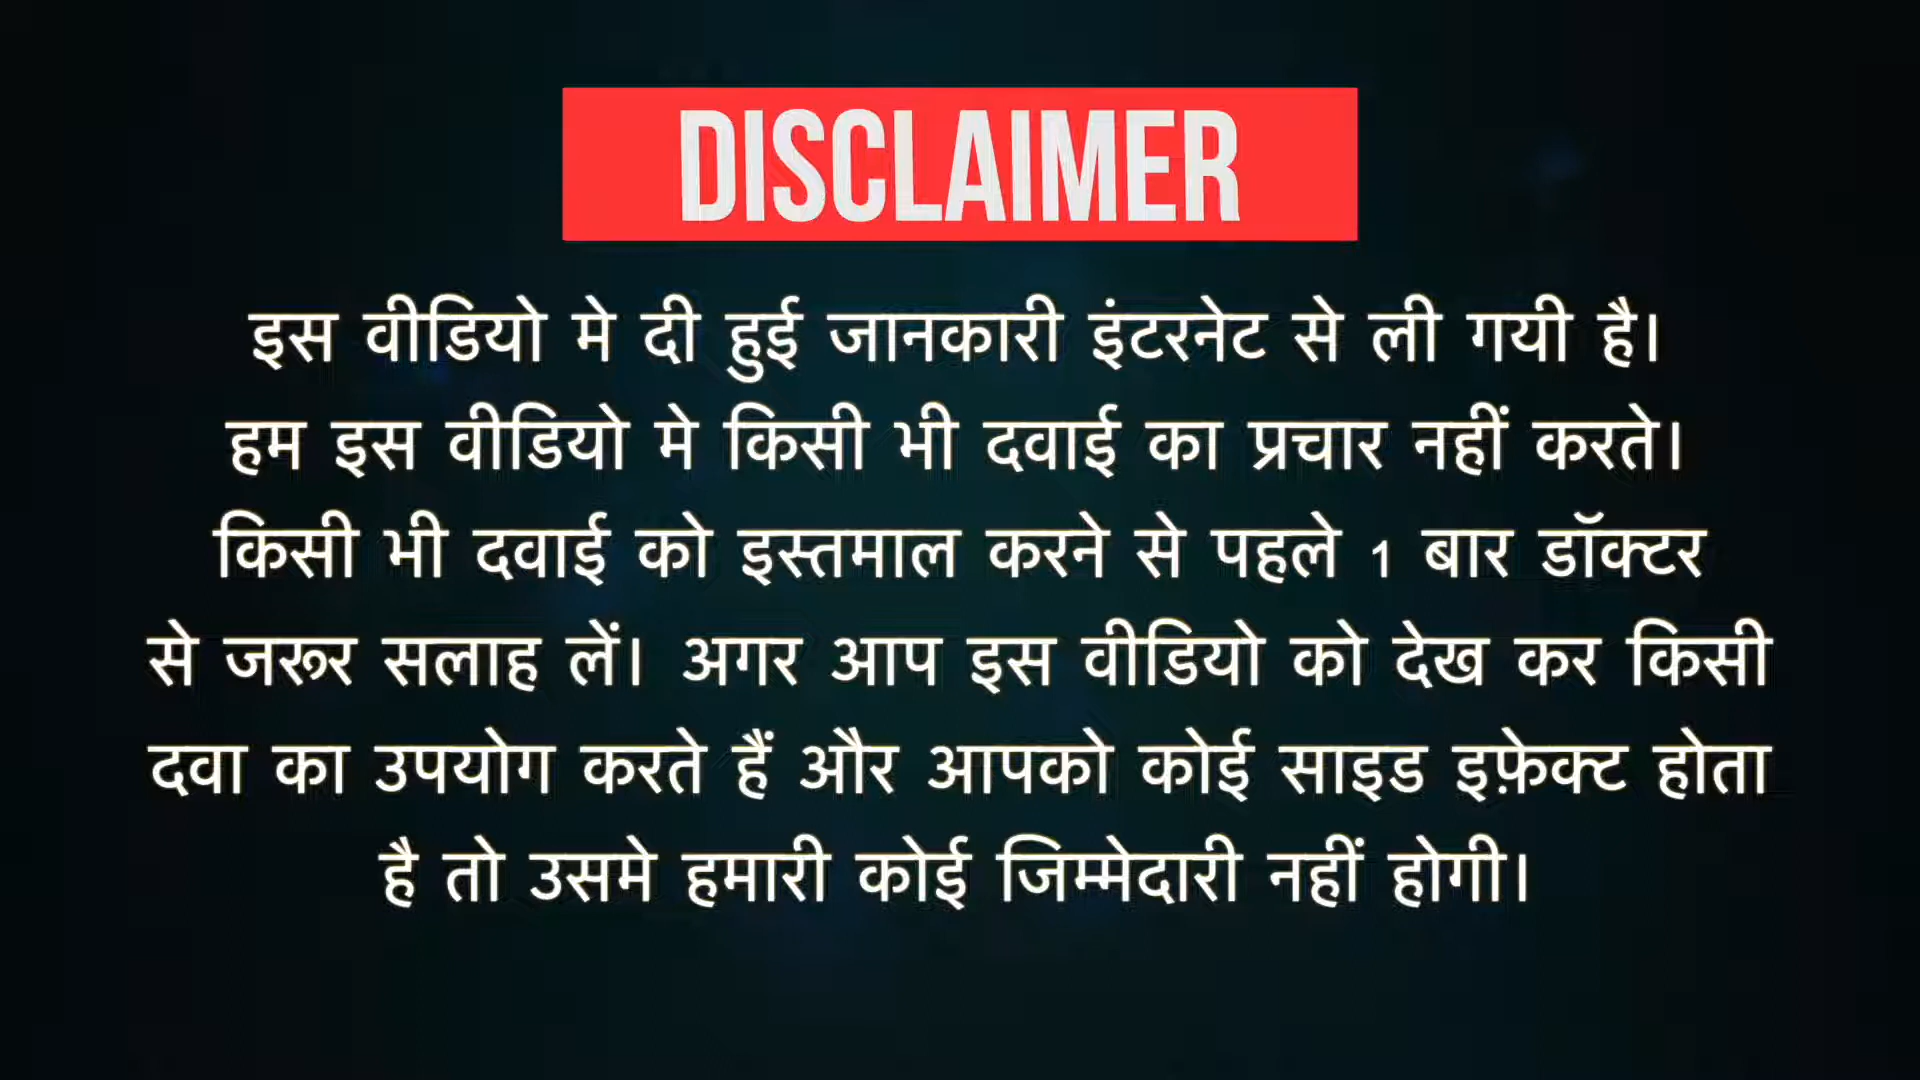 DISCLAIMER
इस वीडियो मे दी हुई जानकारी इंटरनेट से ली गयी है।
हम इस वीडियो मे किसी भी दवाई का प्रचार नहीं करते।
किसी भी दवाई को इस्तमाल करने से पहले 1 बार डॉक्टर
से जरूर सलाह लें। अगर आप इस वीडियो को देख कर किसी
दवा का उपयोग करते हैं और आपको कोई साइड इफ़ेक्ट होता
है तो उसमे हमारी कोई जिम्मेदारी नहीं होगी।